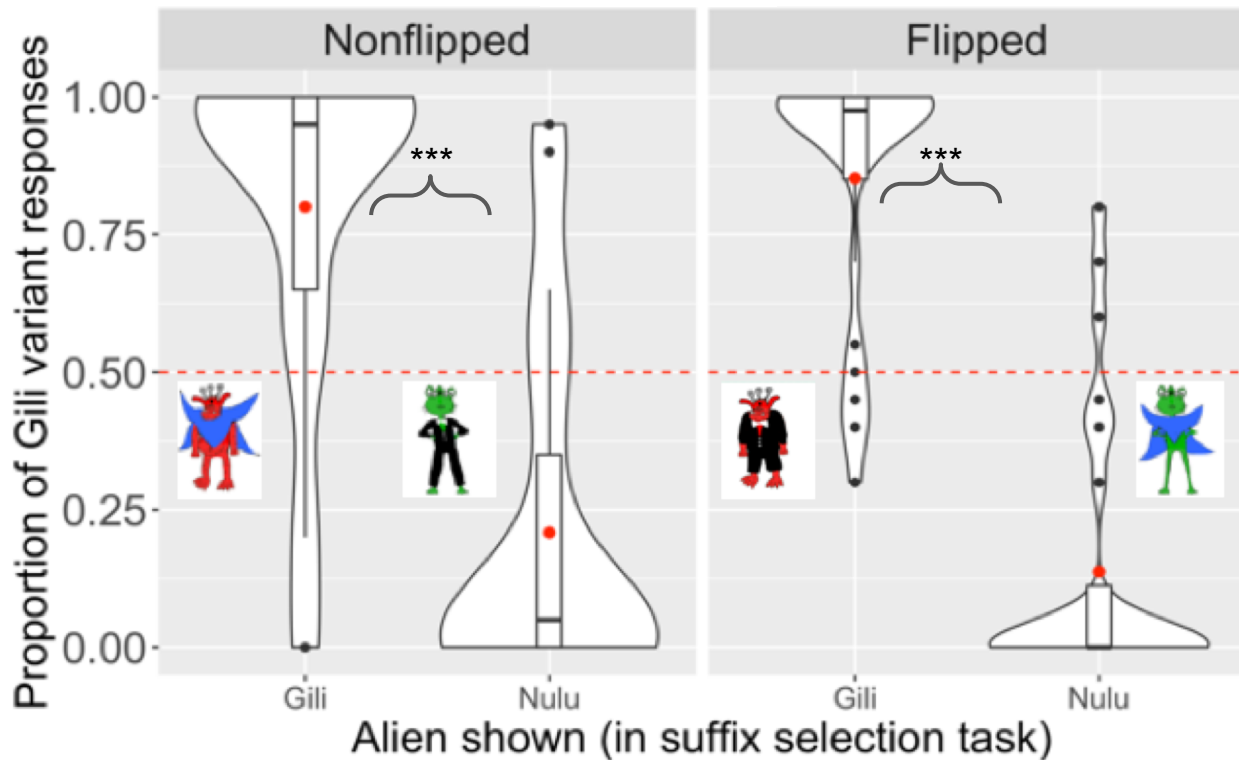 Nonflipped
Flipped
Proportion of Gili variant responses
1.00
0.75
0.50
0.25
0.00
***
***
Gili
Nulu
Gili
Nulu
Alien shown (in suffix selection task)